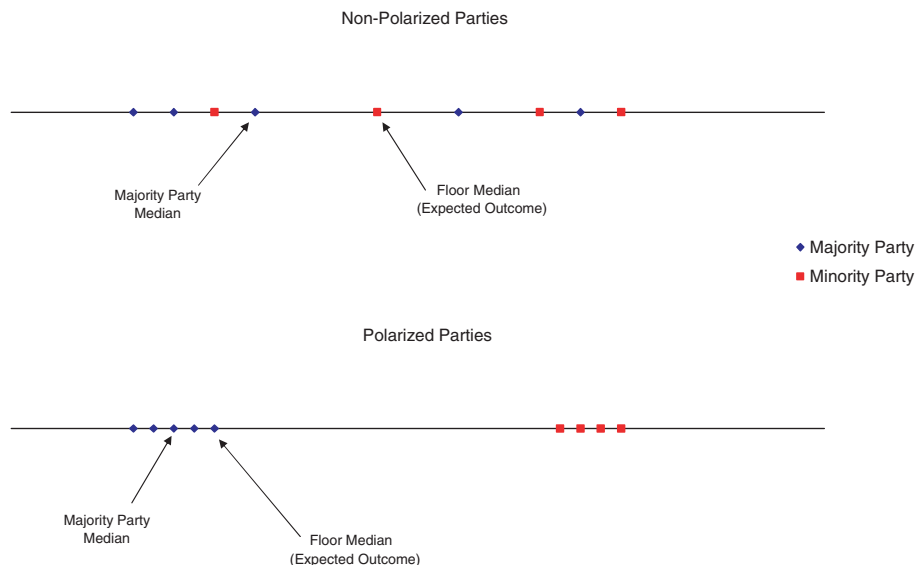 Non-Polarized Parties
Majority Party
Median
Floor Median
(Expected Outcome)
Majority Party
Minority Party
Polarized Parties
Majority Party
Median
Floor Median
(Expected Outcome)